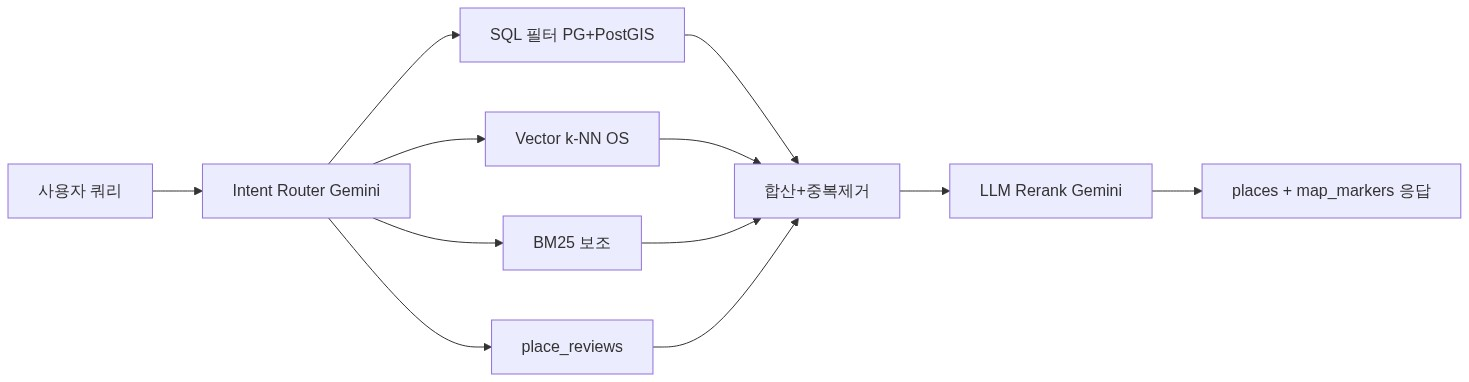 사용자 쿼리
Intent Router Gemini
SQL 필터 PG+PostGIS
Vector k-NN OS
BM25 보조
place_reviews
합산+중복제거
LLM Rerank Gemini
places + map_markers 응답